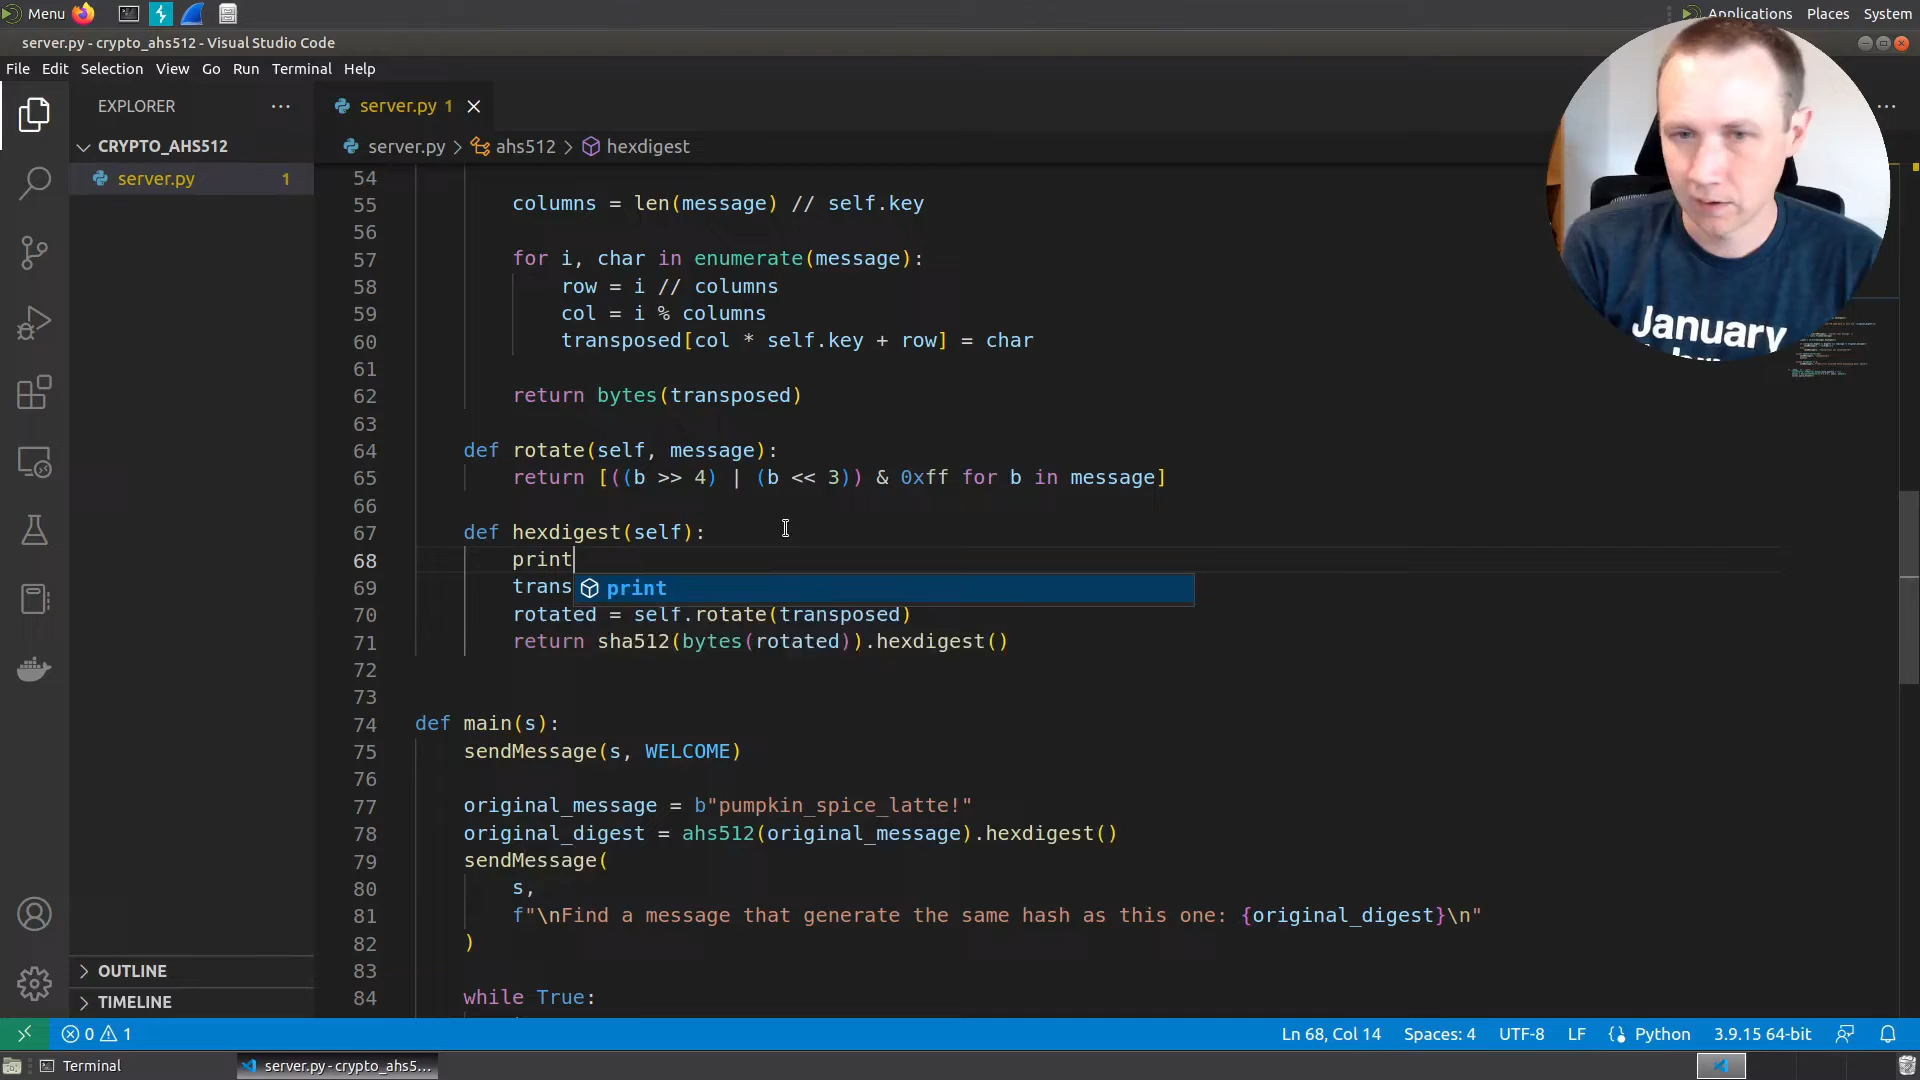 Menu
Applications Places System
server.py - crypto_ahs512 - Visual Studio Code
File Edit Selection View Go Run Terminal Help
EXPLORER
server.py 1
CRYPTO_AHS512
server.py > ahs512 > hexdigest
server.py 1
54
55 columns = len(message) // self.key
56
57 for i, char in enumerate(message):
58 row = i // columns
59 col = i % columns
60 transposed[col * self.key + row] = char
61
62 return bytes(transposed)
63
64 def rotate(self, message):
65 return [((b >> 4) | (b << 3)) & 0xff for b in message]
66
67 def hexdigest(self):
68 print
69 trans print
70 rotated = self.rotate(transposed)
71 return sha512(bytes(rotated)).hexdigest()
72
73
74 def main(s):
75 sendMessage(s, WELCOME)
76
77 original_message = b"pumpkin_spice_latte!"
78 original_digest = ahs512(original_message).hexdigest()
79 sendMessage(
80 s,
81 f"\nFind a message that generate the same hash as this one: {original_digest}\n"
82 )
83
84 while True:
January
OUTLINE
TIMELINE
0 1 Ln 68, Col 14 Spaces: 4 UTF-8 LF Python 3.9.15 64-bit
Terminal server.py - crypto_ahs5...